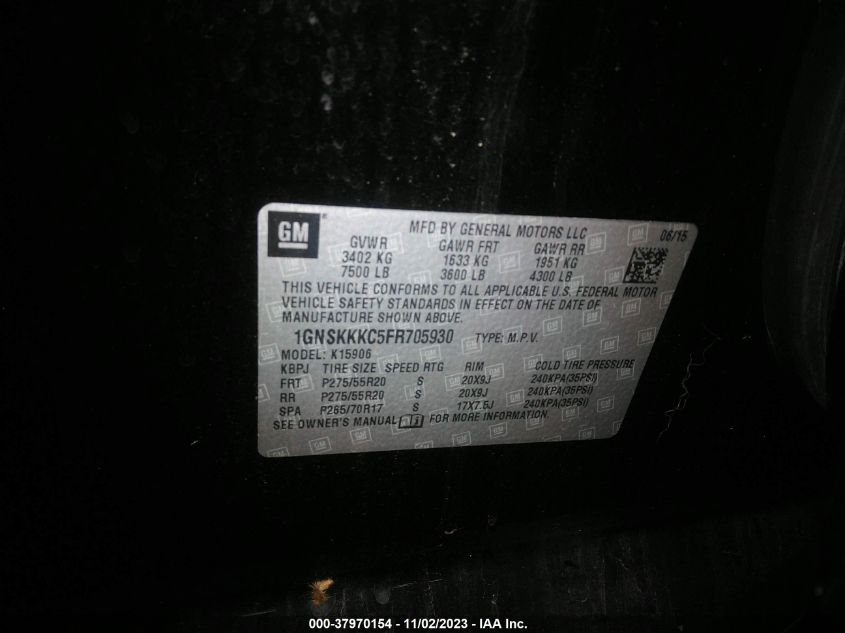 GM
MFD BY GENERAL MOTORS LLC 06/15
GVWR GAWR FRT GAWR RR
3402 KG 1633 KG 1951 KG
7500 LB 3600 LB 4300 LB
THIS VEHICLE CONFORMS TO ALL APPLICABLE U.S. FEDERAL MOTOR
VEHICLE SAFETY STANDARDS IN EFFECT ON THE DATE OF
MANUFACTURE SHOWN ABOVE.
1GNSKKKC5FR705930 TYPE: M.P.V.
MODEL: K15906
KBPJ TIRE SIZE SPEED RTG RIM COLD TIRE PRESSURE
FRT P275/55R20 S 20X9J 240KPA(35PSI)
RR P275/55R20 S 20X9J 240KPA(35PSI)
SPA P265/70R17 S 17X7.5J 240KPA(35PSI)
SEE OWNER'S MANUAL FOR MORE INFORMATION.
000-37970154 - 11/02/2023 - IAA Inc.